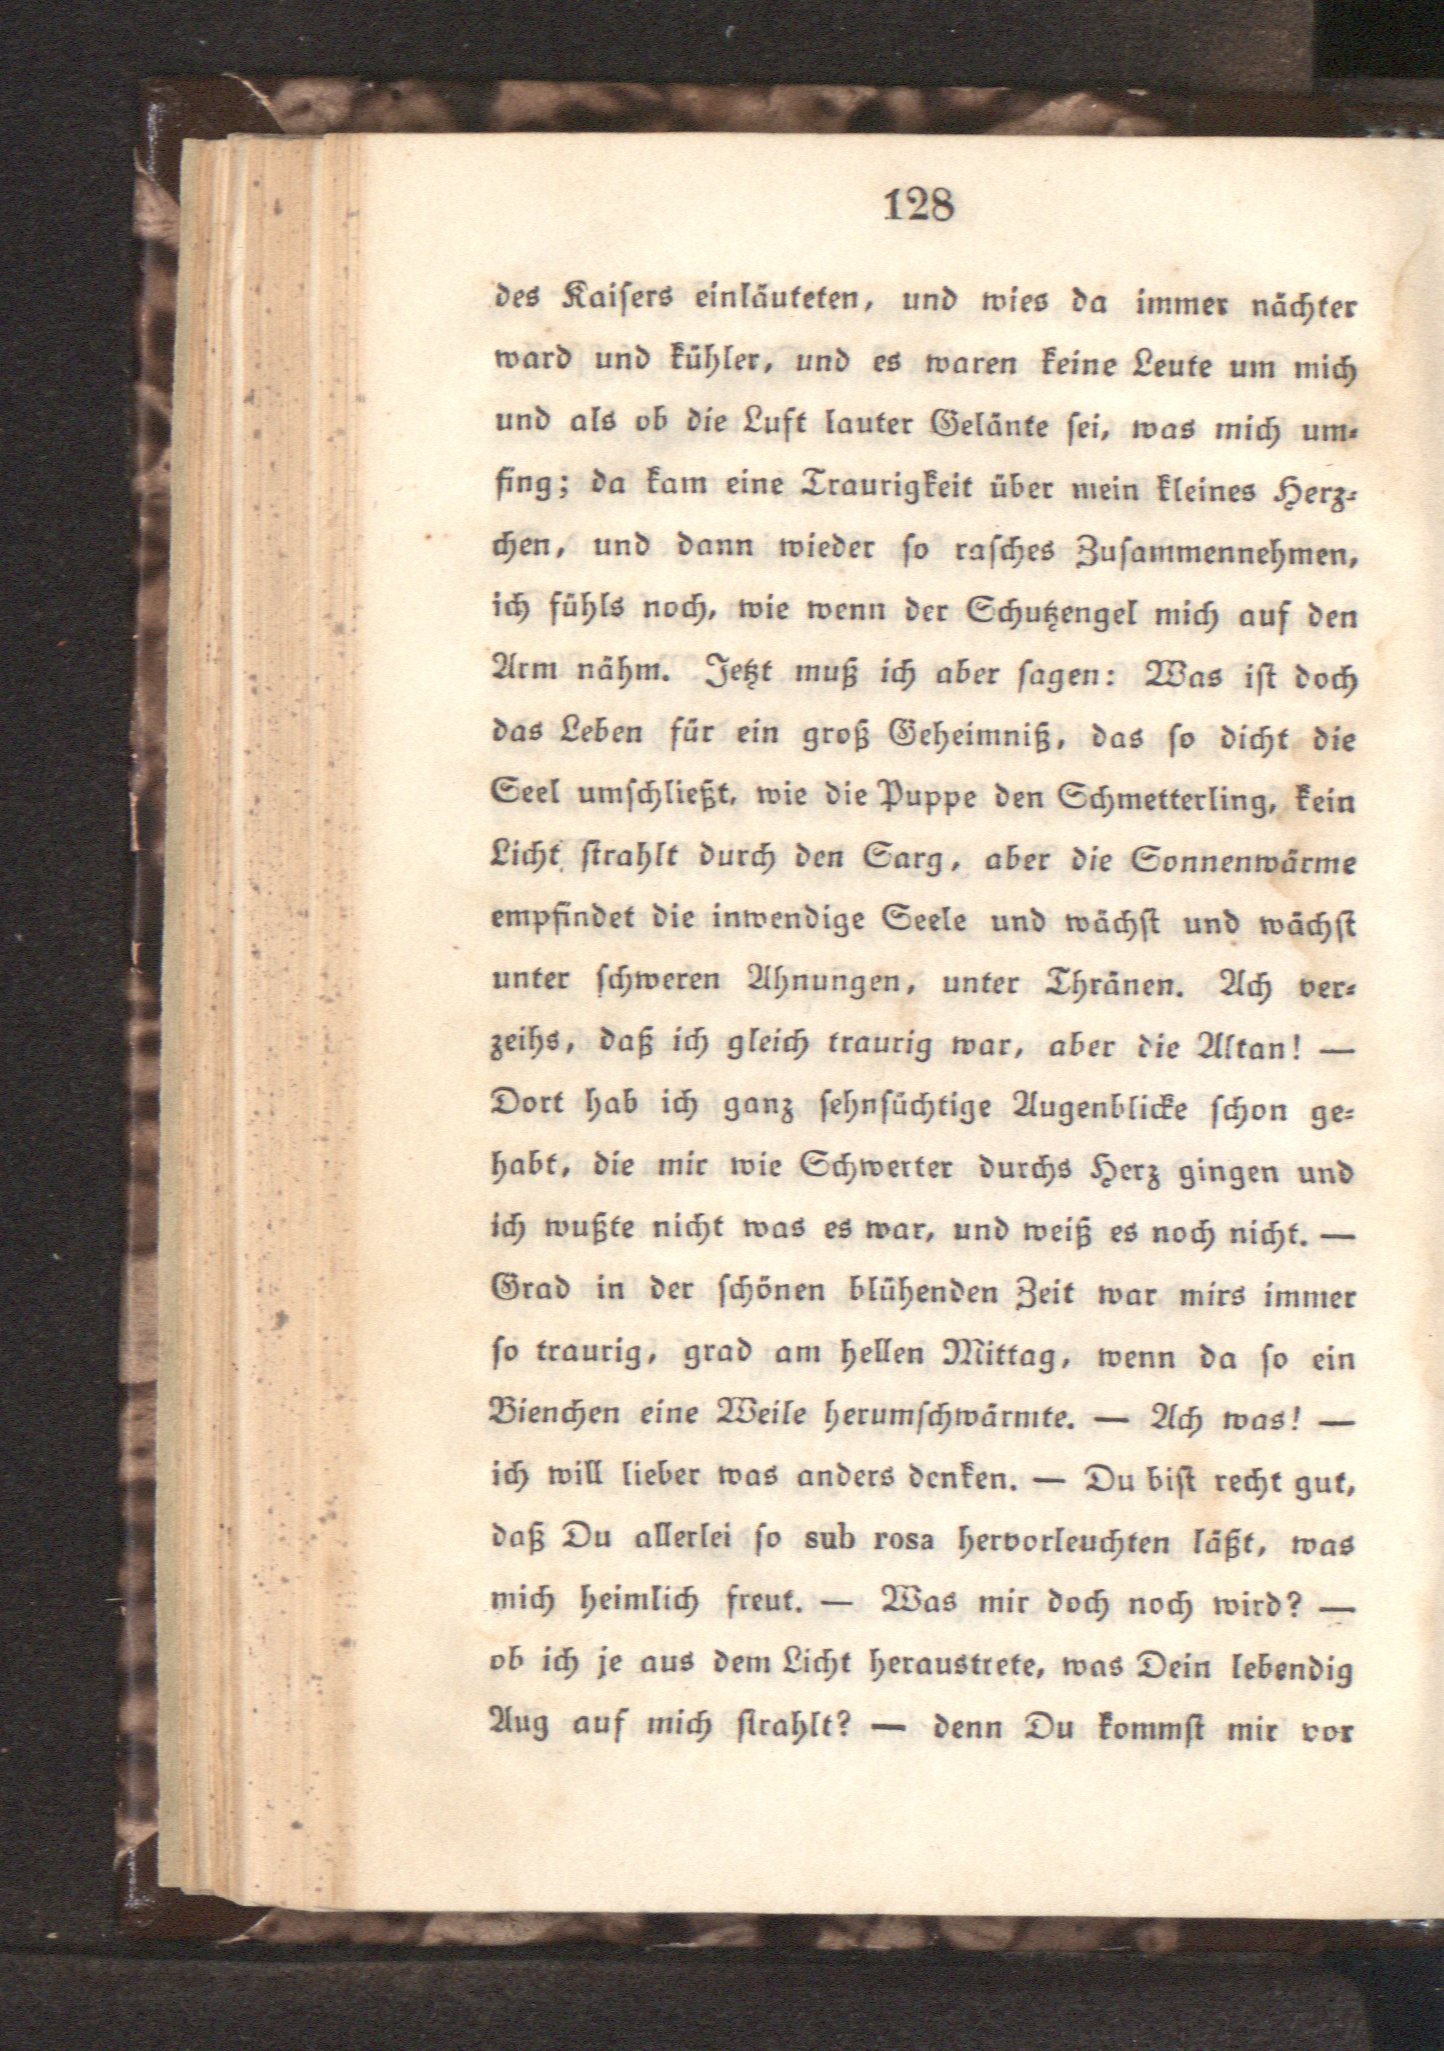 128
des Kaiſers einläuteten, und wies da immer nächter
ward und kühler, und es waren keine Leute um mich
und als ob die Luft lauter Gelänte ſei, was mich um⸗
fing; da kam eine Traurigkeit über mein kleines Herz⸗
chen, und dann wieder ſo raſches Zuſammennehmen,
ich fühls noch, wie wenn der Schutzengel mich auf den
Arm nähm. Jetzt muß ich aber ſagen: Was iſt doch
das Leben für ein groß Geheimniß, das ſo dicht die
Seel umſchließt, wie die Puppe den Schmetterling, kein
Licht ſtrahlt durch den Sarg, aber die Sonnenwärme
empfindet die inwendige Seele und wächſt und wächſt
unter ſchweren Ahnungen, unter Thränen. Ach ver⸗
zeihs, daß ich gleich traurig war, aber die Altan! —
Dort hab ich ganz ſehnſüchtige Augenblicke ſchon ge⸗
habt, die mir wie Schwerter durchs Herz gingen und
ich wußte nicht was es war, und weiß es noch nicht. —
Grad in der ſchönen blühenden Zeit war mirs immer
ſo traurig, grad am hellen Mittag, wenn da ſo ein
Bienchen eine Weile herumſchwärmte. — Ach was! —
ich will lieber was anders denken. — Du biſt recht gut,
daß Du allerlei ſo sub rosa hervorleuchten läßt, was
mich heimlich freut. — Was mir doch noch wird? —
ob ich je aus dem Licht heraustrete, was Dein lebendig
Aug auf mich ſtrahlt? — denn Du kommſt mir vor